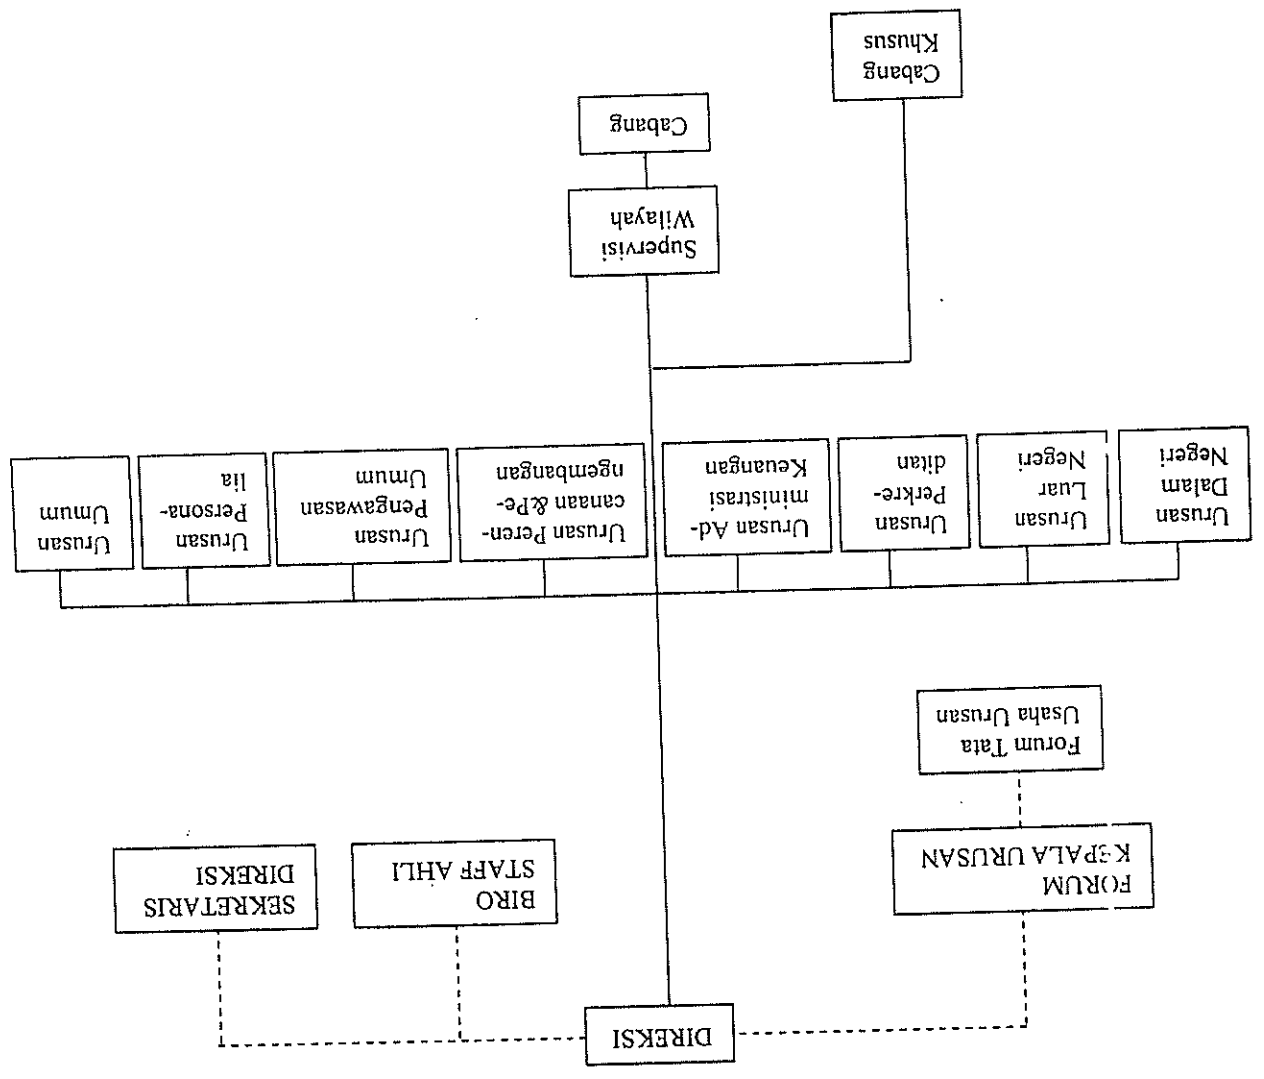 DIREKSI
FORUM
KEPALA URUSAN
BIRO
STAFF AHLI
SEKRETARIS
DIREKSI
Forum Tata
Usaha Urusan
Urusan
Dalam
Negeri
Urusan
Luar
Negeri
Urusan
Perkre-
ditan
Urusan Ad-
ministrasi
Keuangan
Urusan Peren-
canaan & Pe-
ngembangan
Urusan
Pengawasan
Umum
Urusan
Persona-
lia
Urusan
Umum
Supervisi
Wilayah
Cabang
Cabang
Khusus